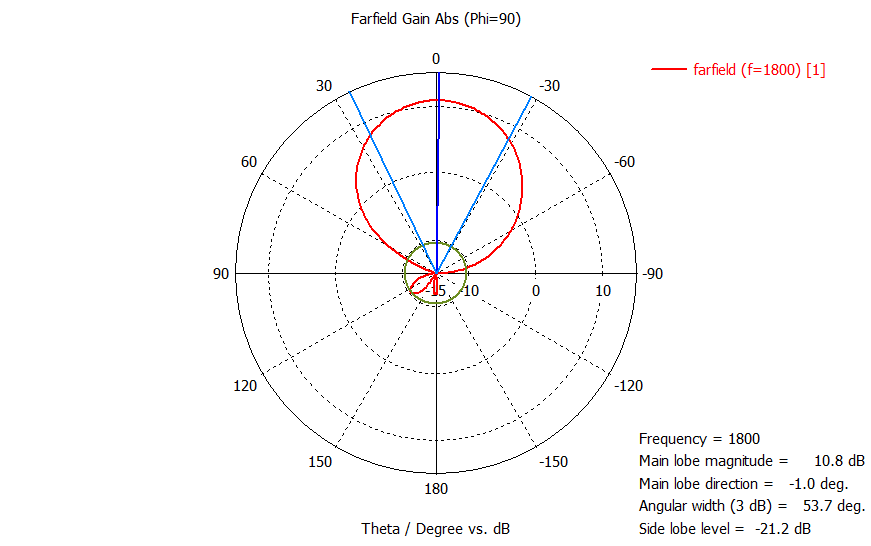 Farfield Gain Abs (Phi=90)
farfield (f=1800) [1]
0
30
-30
60
-60
90
-90
-15
-10
0
10
120
-120
150
-150
180
Theta / Degree vs. dB
Frequency = 1800
Main lobe magnitude = 10.8 dB
Main lobe direction = -1.0 deg.
Angular width (3 dB) = 53.7 deg.
Side lobe level = -21.2 dB